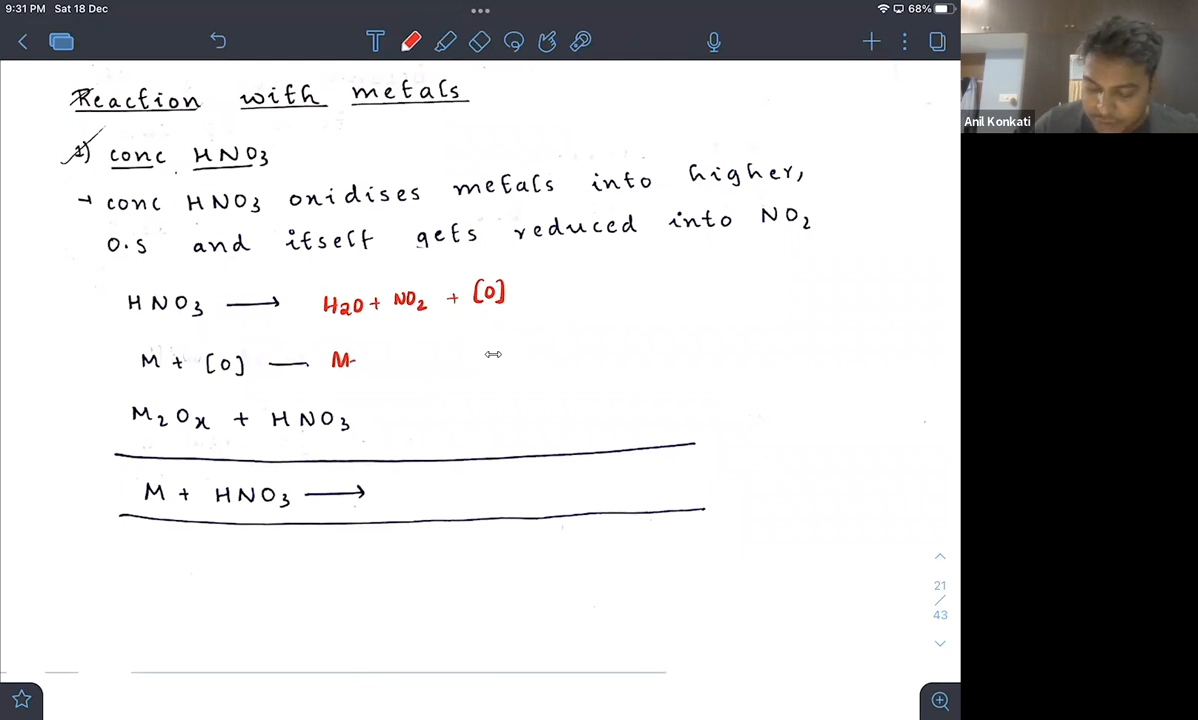 9:31 PM Sat 18 Dec
68%
Reaction with metals
1) conc HNO3
→ conc HNO3 oxidises metals into higher,
O.S and itself gets reduced into NO2
HNO3 ⟶ H2O + NO2 + [O]
M + [O] — M-
M2Ox + HNO3
M + HNO3 ⟶
Anil Konkati
21
/
43